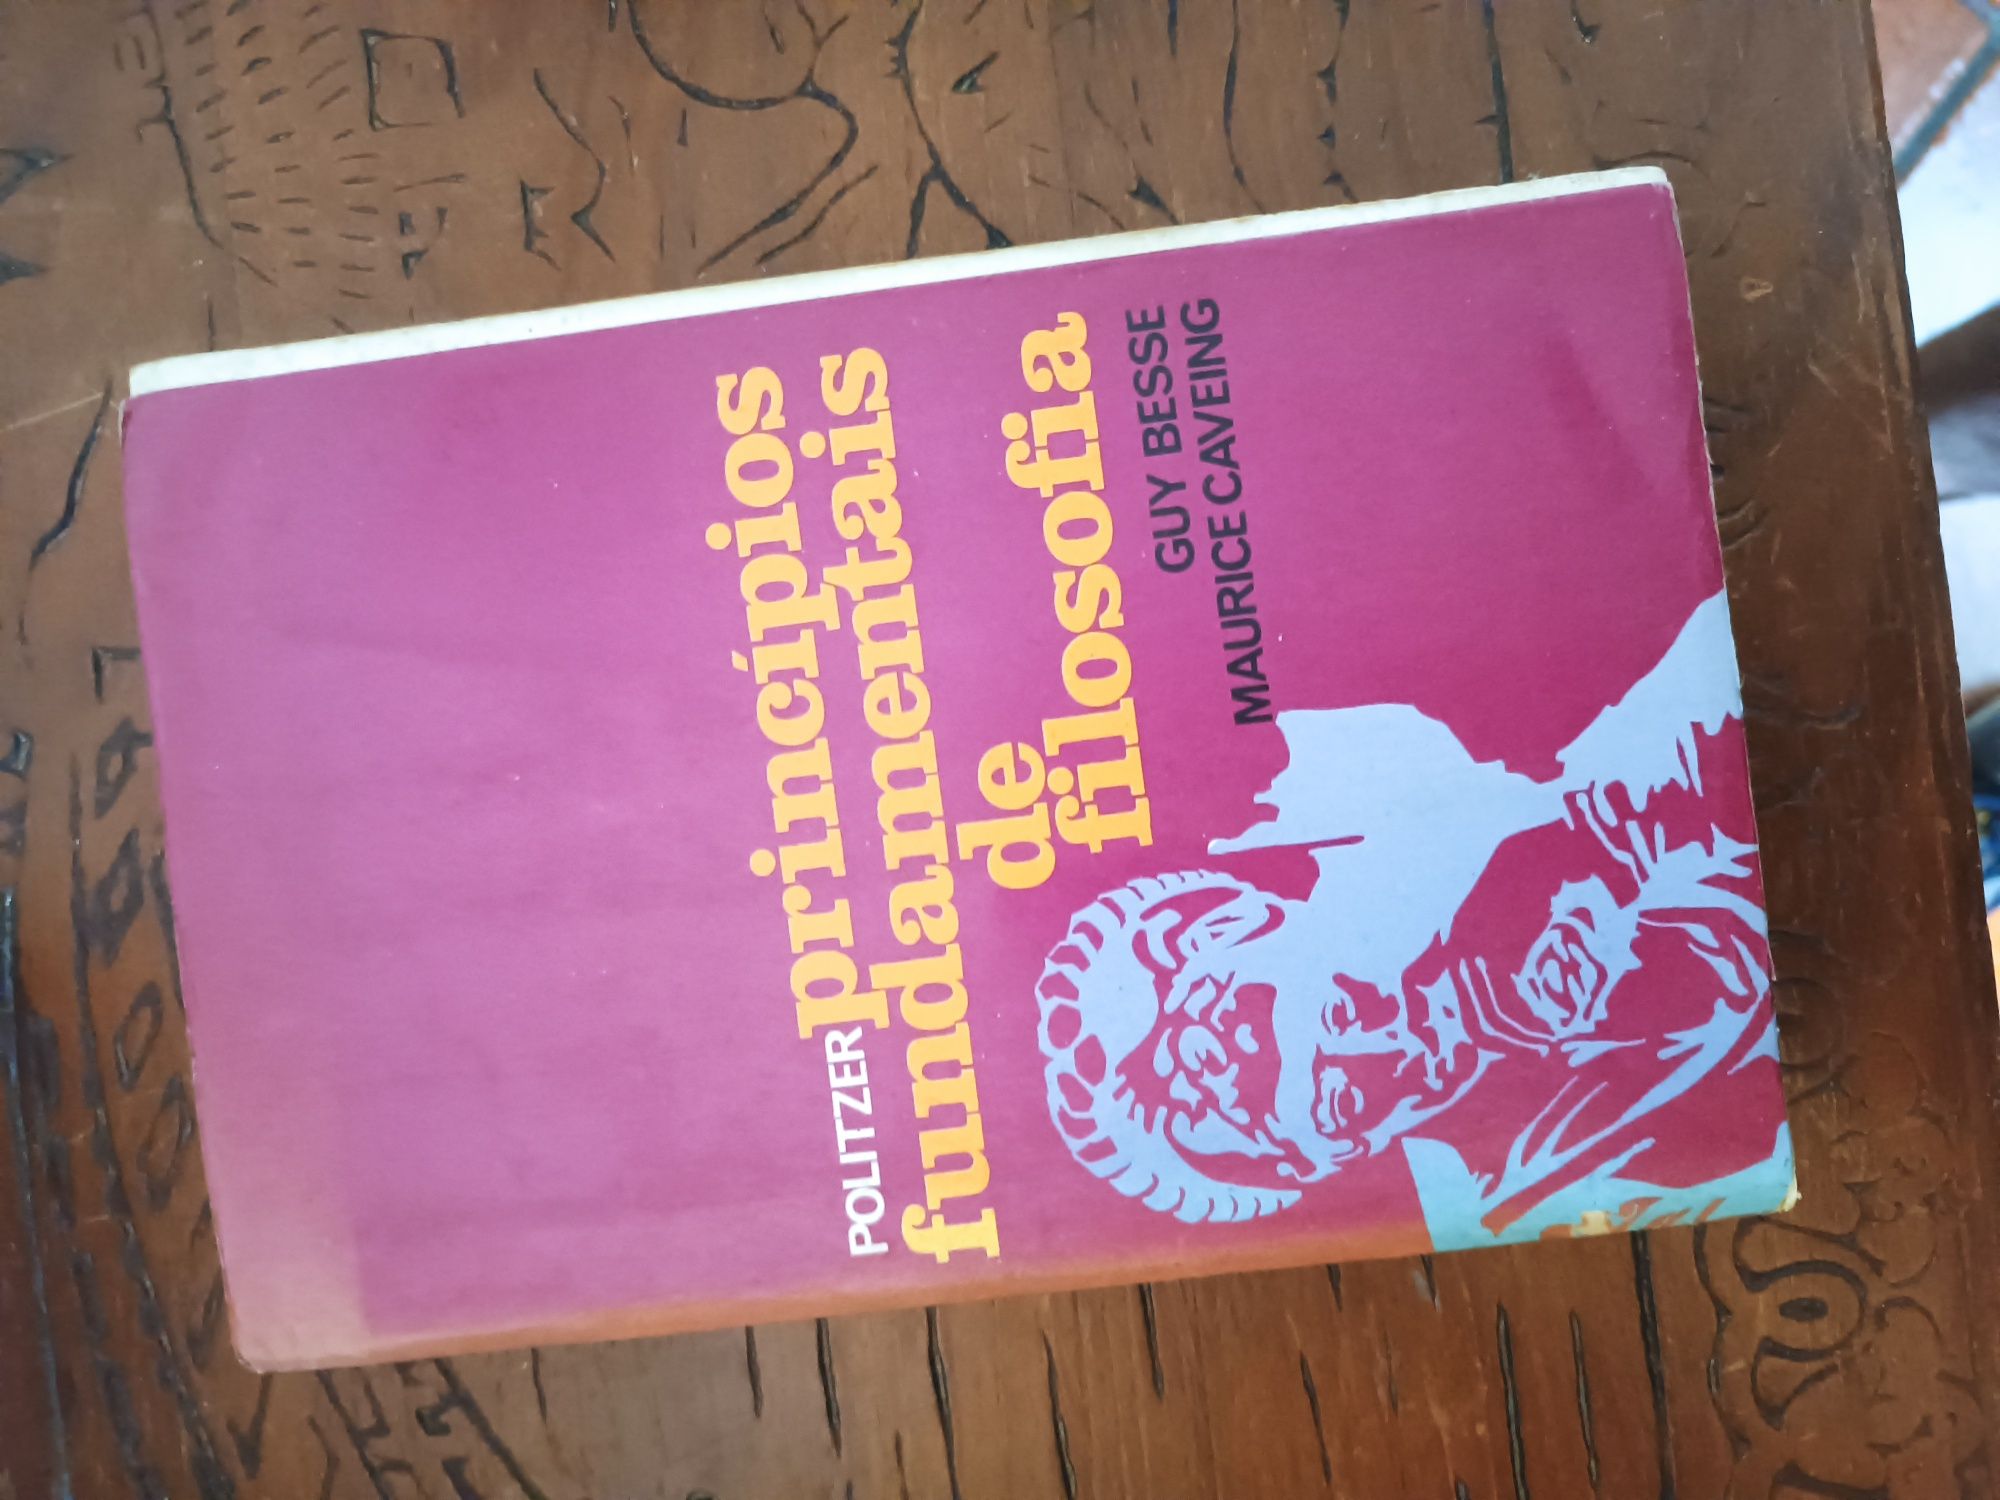 POLITZER
princípios
fundamentais
de
filosofia
GUY BESSE
MAURICE CAVEING